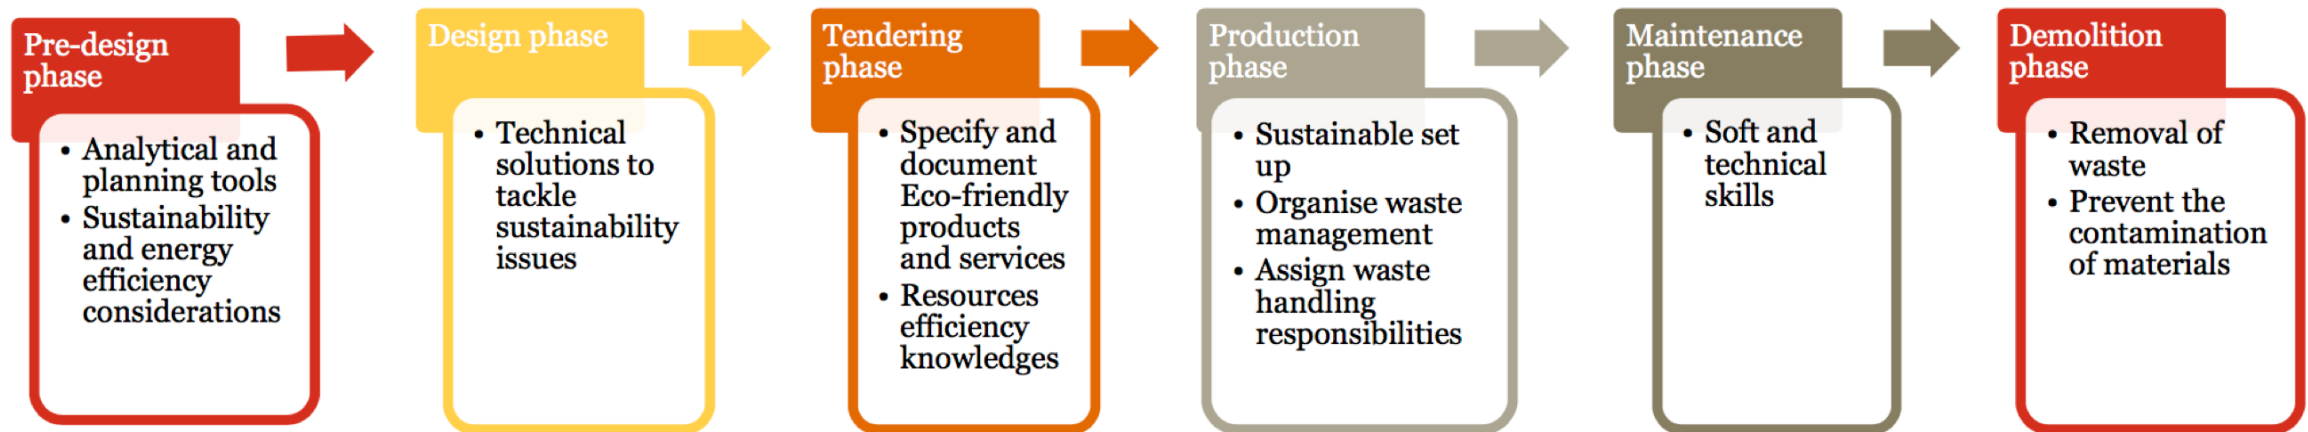 Pre-design
phase
• Analytical and
planning tools
• Sustainability
and energy
efficiency
considerations
Design phase
• Technical
solutions to
tackle
sustainability
issues
Tendering
phase
• Specify and
document
Eco-friendly
products
and services
• Resources
efficiency
knowledges
Production
phase
• Sustainable set
up
• Organise waste
management
• Assign waste
handling
responsibilities
Maintenance
phase
• Soft and
technical
skills
Demolition
phase
• Removal of
waste
• Prevent the
contamination
of materials